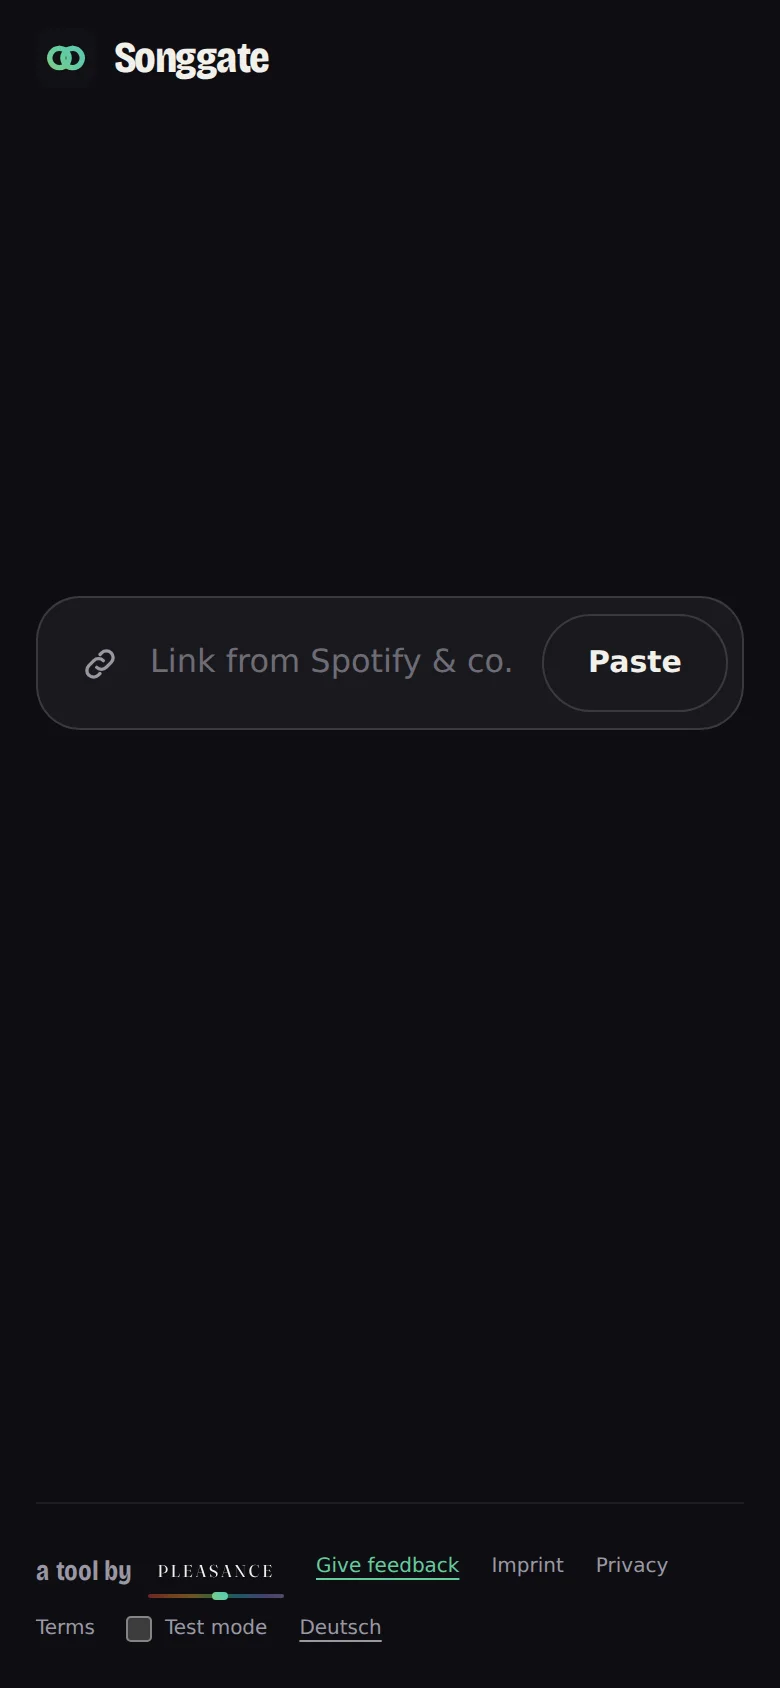 Songgate
Link from Spotify & co. Paste
a tool by PLEASANCE Give feedback Imprint Privacy
Terms Test mode Deutsch